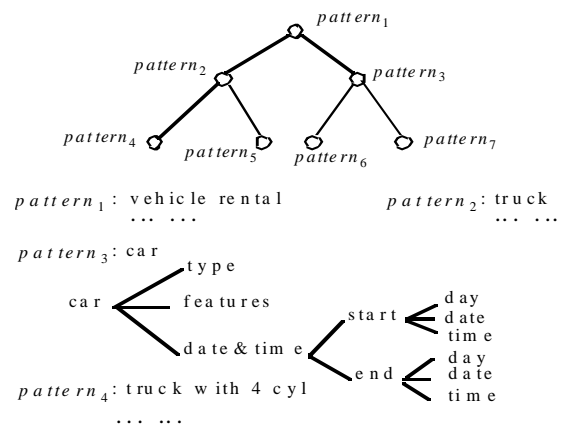 pattern1
pattern2
pattern3
pattern4
pattern5
pattern6
pattern7
pattern1: vehicle rental
... ...
pattern2: truck
... ...
pattern3: car
type
car
features
date & time
start
day
date
time
end
day
date
time
pattern4: truck with 4 cyl
... ...